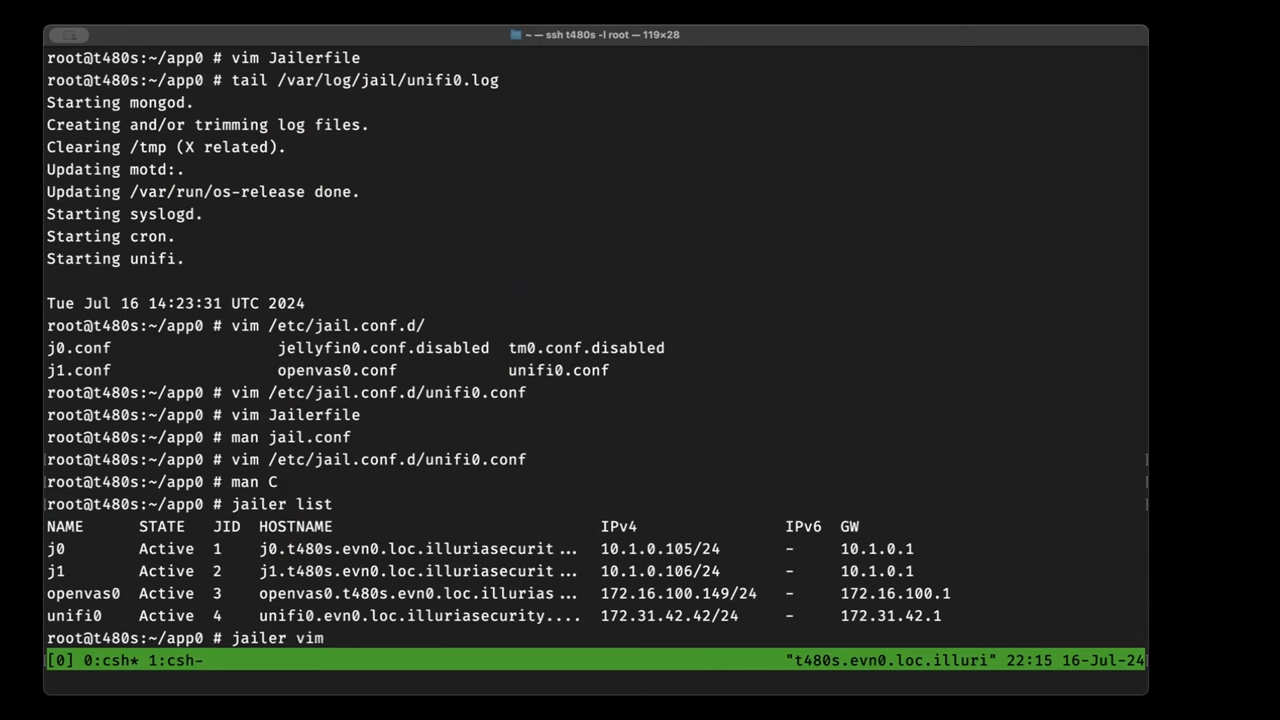 ~ — ssh t480s -l root — 119×28
root@t480s:~/app0 # vim Jailerfile
root@t480s:~/app0 # tail /var/log/jail/unifi0.log
Starting mongod.
Creating and/or trimming log files.
Clearing /tmp (X related).
Updating motd:.
Updating /var/run/os-release done.
Starting syslogd.
Starting cron.
Starting unifi.
Tue Jul 16 14:23:31 UTC 2024
root@t480s:~/app0 # vim /etc/jail.conf.d/
j0.conf jellyfin0.conf.disabled tm0.conf.disabled
j1.conf openvas0.conf unifi0.conf
root@t480s:~/app0 # vim /etc/jail.conf.d/unifi0.conf
root@t480s:~/app0 # vim Jailerfile
root@t480s:~/app0 # man jail.conf
root@t480s:~/app0 # vim /etc/jail.conf.d/unifi0.conf
root@t480s:~/app0 # man C
root@t480s:~/app0 # jailer list
NAME STATE JID HOSTNAME IPv4 IPv6 GW
j0 Active 1 j0.t480s.evn0.loc.illuriasecurit ... 10.1.0.105/24 - 10.1.0.1
j1 Active 2 j1.t480s.evn0.loc.illuriasecurit ... 10.1.0.106/24 - 10.1.0.1
openvas0 Active 3 openvas0.t480s.evn0.loc.illurias ... 172.16.100.149/24 - 172.16.100.1
unifi0 Active 4 unifi0.evn0.loc.illuriasecurity.... 172.31.42.42/24 - 172.31.42.1
root@t480s:~/app0 # jailer vim
[0] 0:csh* 1:csh- "t480s.evn0.loc.illuri" 22:15 16-Jul-24